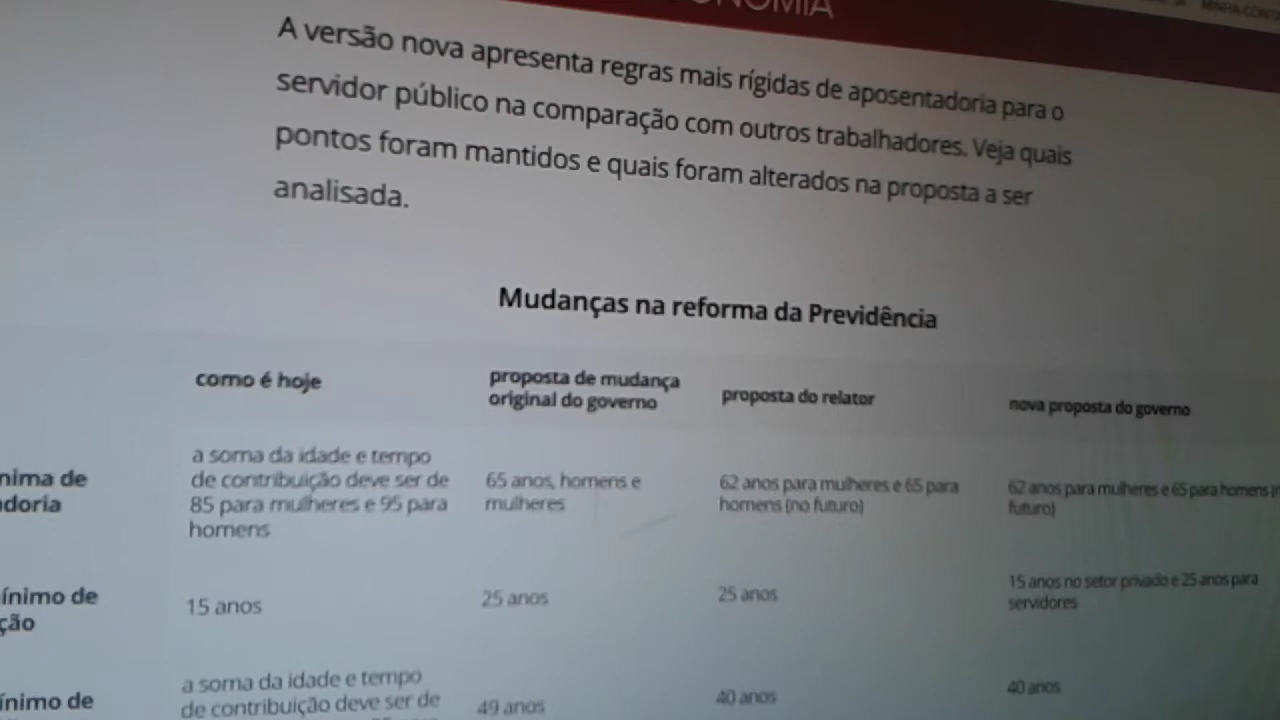 MINHA CONTA
A versão nova apresenta regras mais rígidas de aposentadoria para o
servidor público na comparação com outros trabalhadores. Veja quais
pontos foram mantidos e quais foram alterados na proposta a ser
analisada.
Mudanças na reforma da Previdência
como é hoje
proposta de mudança
original do governo
proposta do relator
nova proposta do governo
nima de
doria
a soma da idade e tempo
de contribuição deve ser de
85 para mulheres e 95 para
homens
65 anos, homens e
mulheres
62 anos para mulheres e 65 para
homens (no futuro)
62 anos para mulheres e 65 para homens
futuro)
ínimo de
ção
15 anos
25 anos
25 anos
15 anos no setor privado e 25 anos para
servidores
ínimo de
a soma da idade e tempo
de contribuição deve ser de
49 anos
40 anos
40 anos